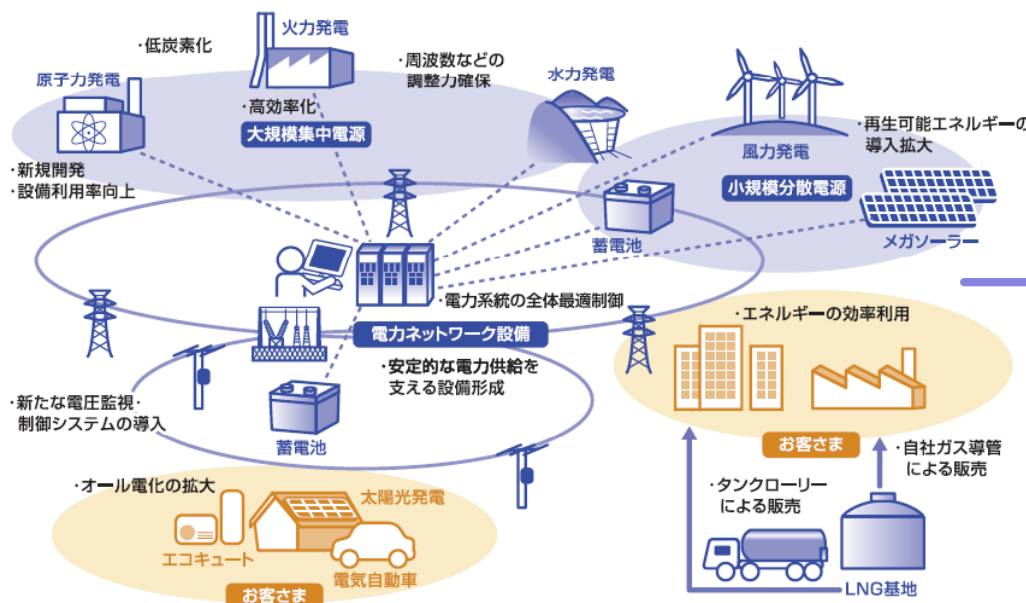 火力発電
・低炭素化
・周波数などの
調整力確保
原子力発電
水力発電
・高効率化
大規模集中電源
・再生可能エネルギーの
導入拡大
風力発電
・新規開発
・設備利用率向上
小規模分散電源
蓄電池
メガソーラー
・電力系統の全体最適制御
・エネルギーの効率利用
電力ネットワーク設備
・安定的な電力供給を
支える設備形成
・新たな電圧監視・
制御システムの導入
蓄電池
お客さま
・自社ガス導管
による販売
・オール電化の拡大
・タンクローリー
による販売
太陽光発電
エコキュート
電気自動車
LNG基地
お客さま